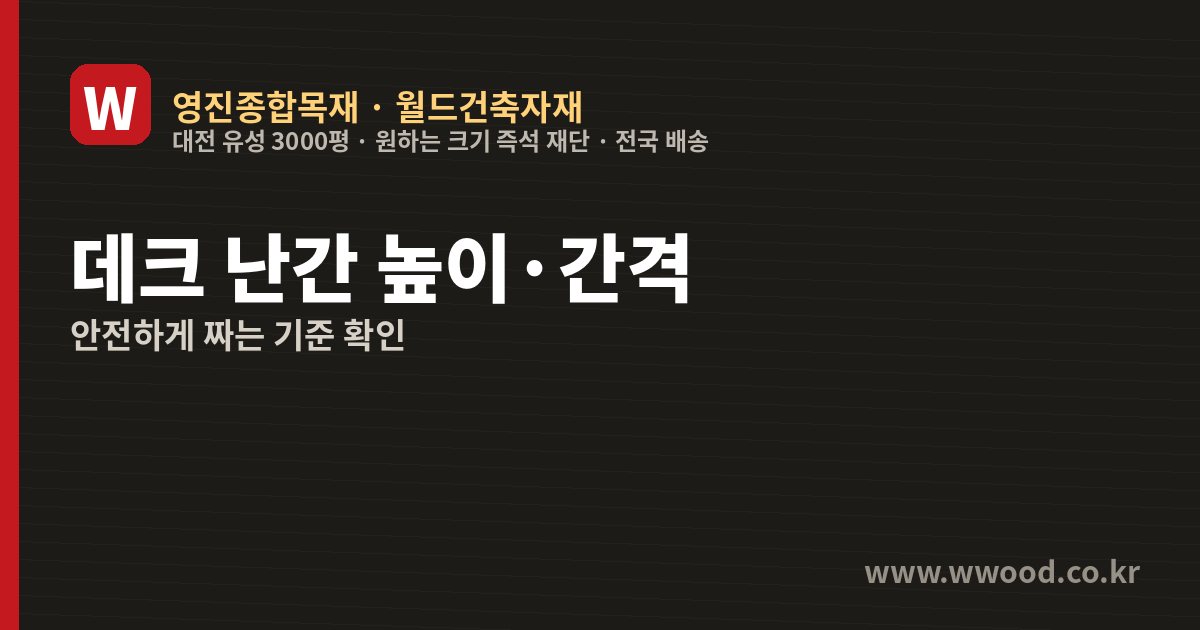 W
영진종합목재 · 월드건축자재
대전 유성 3000평 · 원하는 크기 즉석 재단 · 전국 배송
데크 난간 높이·간격
안전하게 짜는 기준 확인
www.wwood.co.kr